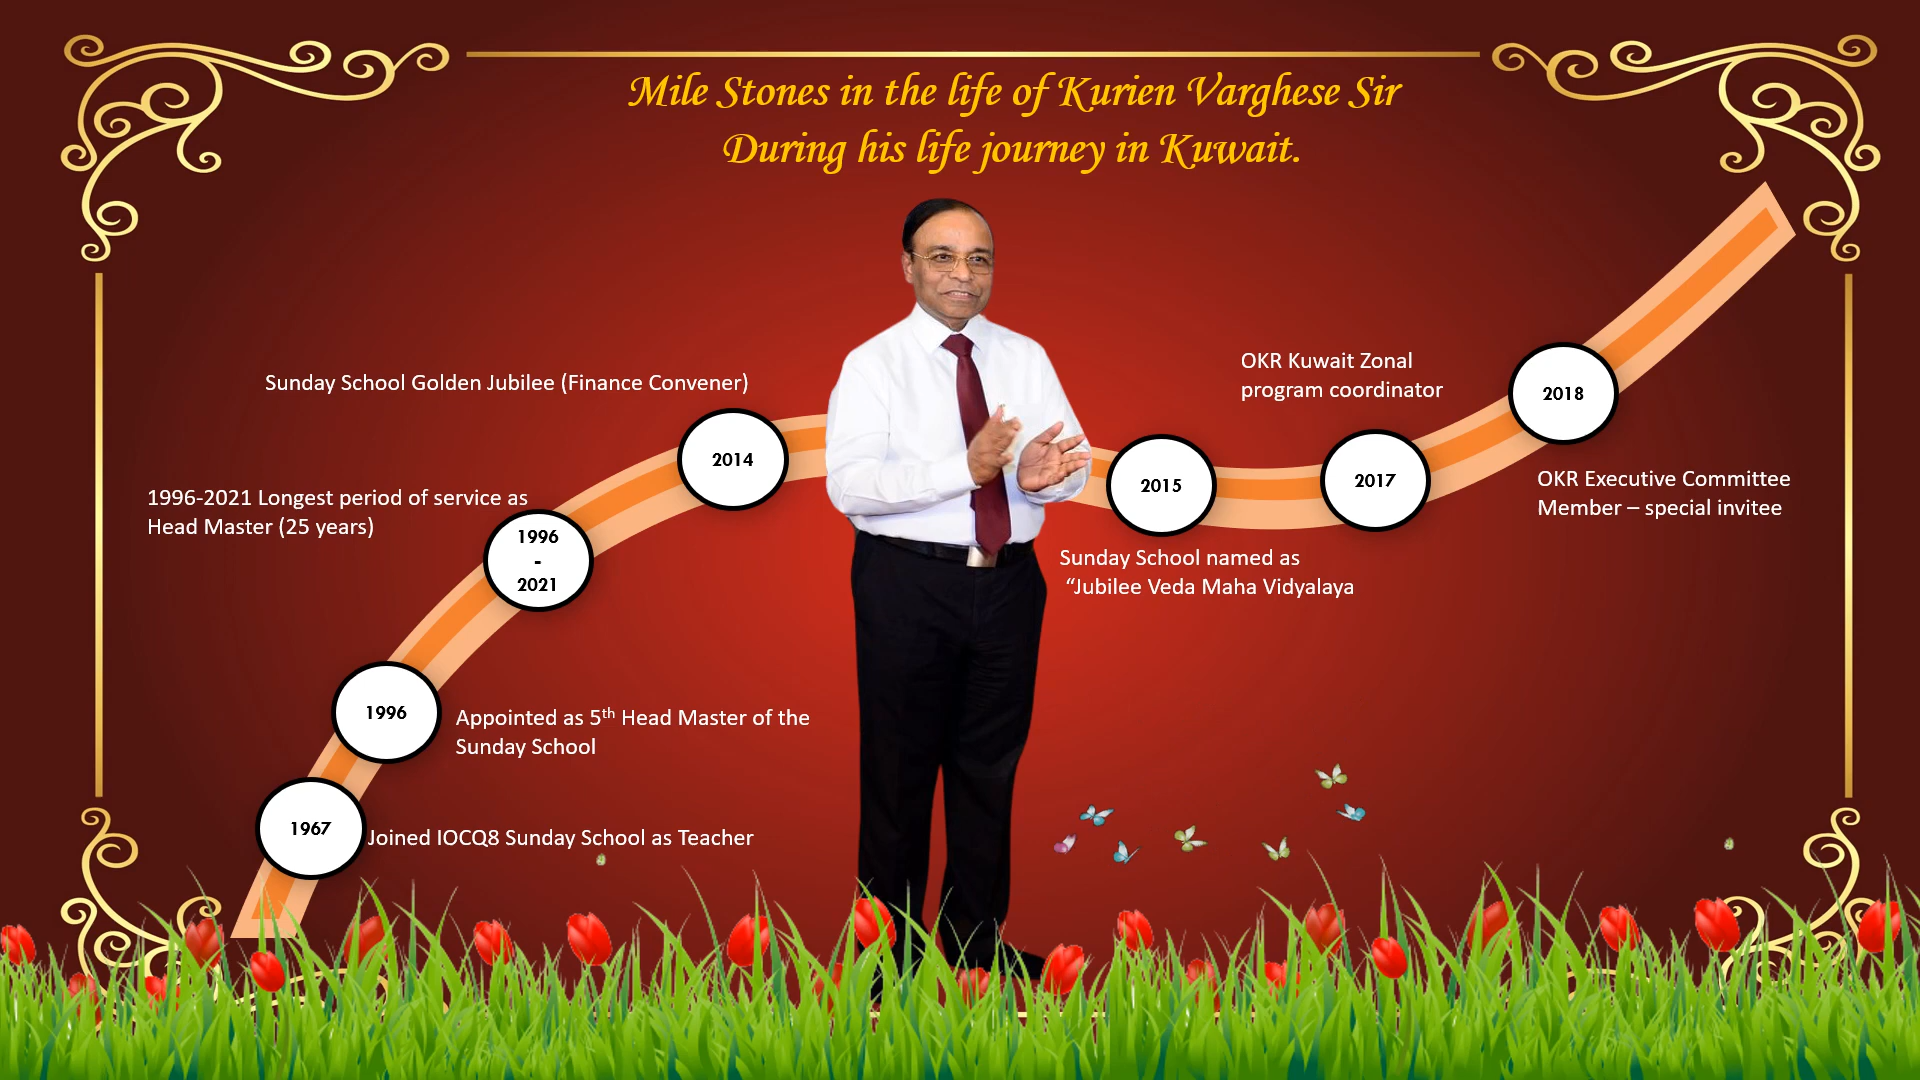 Mile Stones in the life of Kurien Varghese Sir
During his life journey in Kuwait.
Sunday School Golden Jubilee (Finance Convener)
2014
1996-2021 Longest period of service as
Head Master (25 years)
1996
-
2021
1996
Appointed as 5th Head Master of the
Sunday School
1967
Joined IOCQ8 Sunday School as Teacher
2015
Sunday School named as
“Jubilee Veda Maha Vidyalaya
OKR Kuwait Zonal
program coordinator
2017
2018
OKR Executive Committee
Member – special invitee